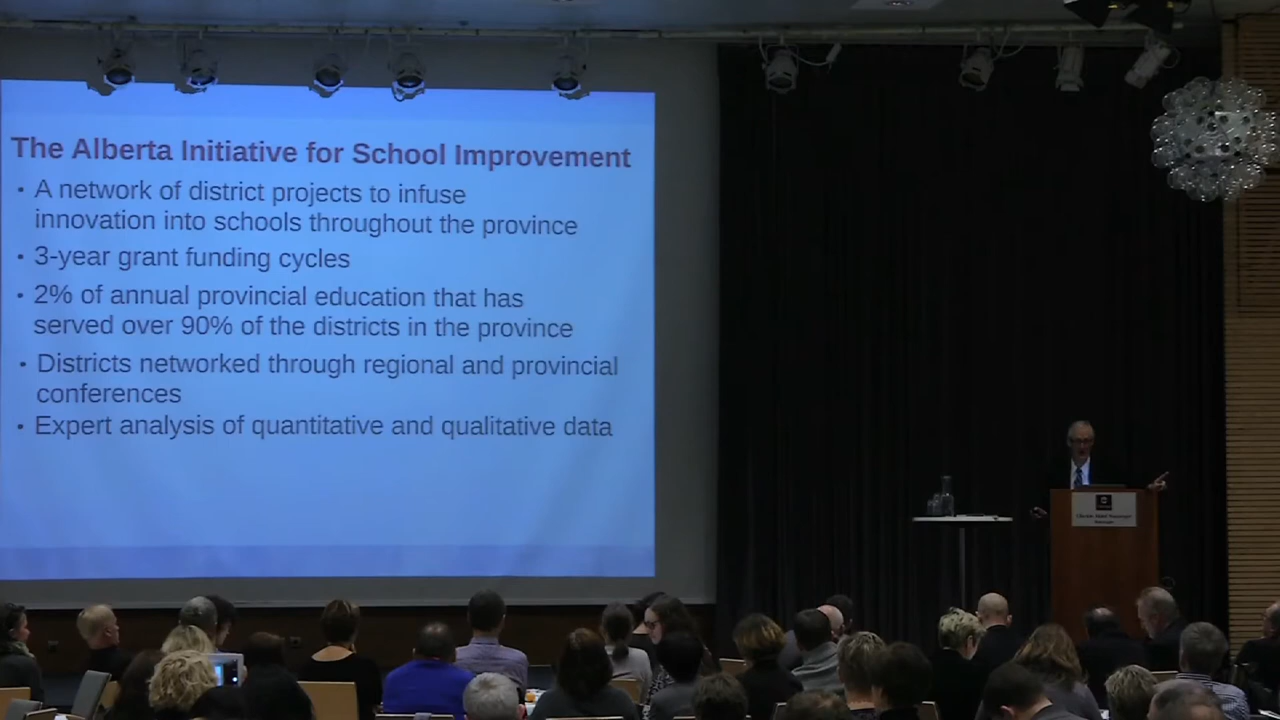 The Alberta Initiative for School Improvement
• A network of district projects to infuse
innovation into schools throughout the province
• 3-year grant funding cycles
• 2% of annual provincial education that has
served over 90% of the districts in the province
• Districts networked through regional and provincial
conferences
• Expert analysis of quantitative and qualitative data